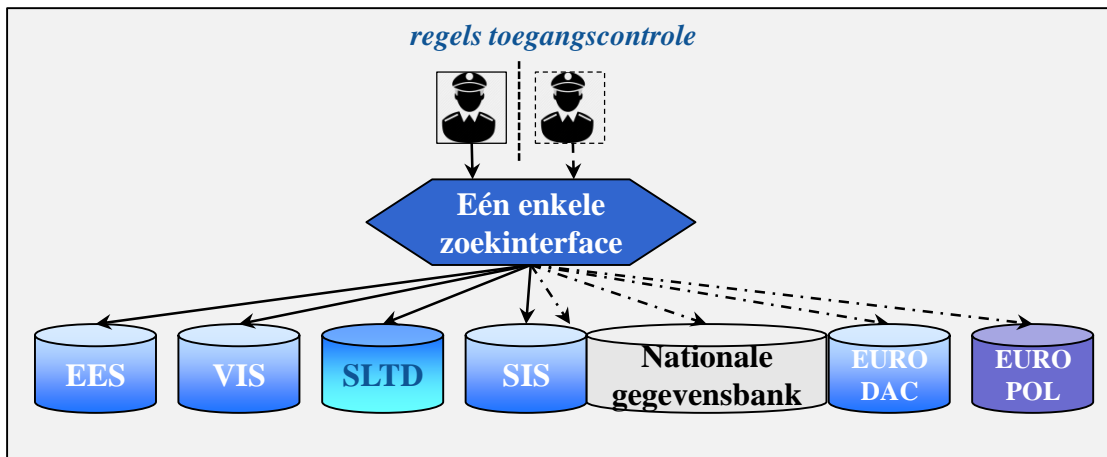 regels toegangscontrole
Eén enkele
zoekinterface
EES
VIS
SLTD
SIS
Nationale
gegevensbank
EURO
DAC
EURO
POL